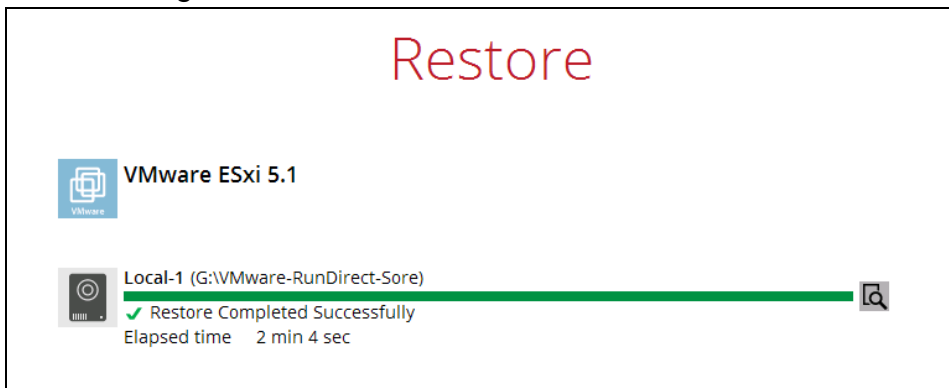 Restore
VMware ESxi 5.1
VMware
Local-1 (G:\VMware-RunDirect-Sore)
Restore Completed Successfully
Elapsed time 2 min 4 sec